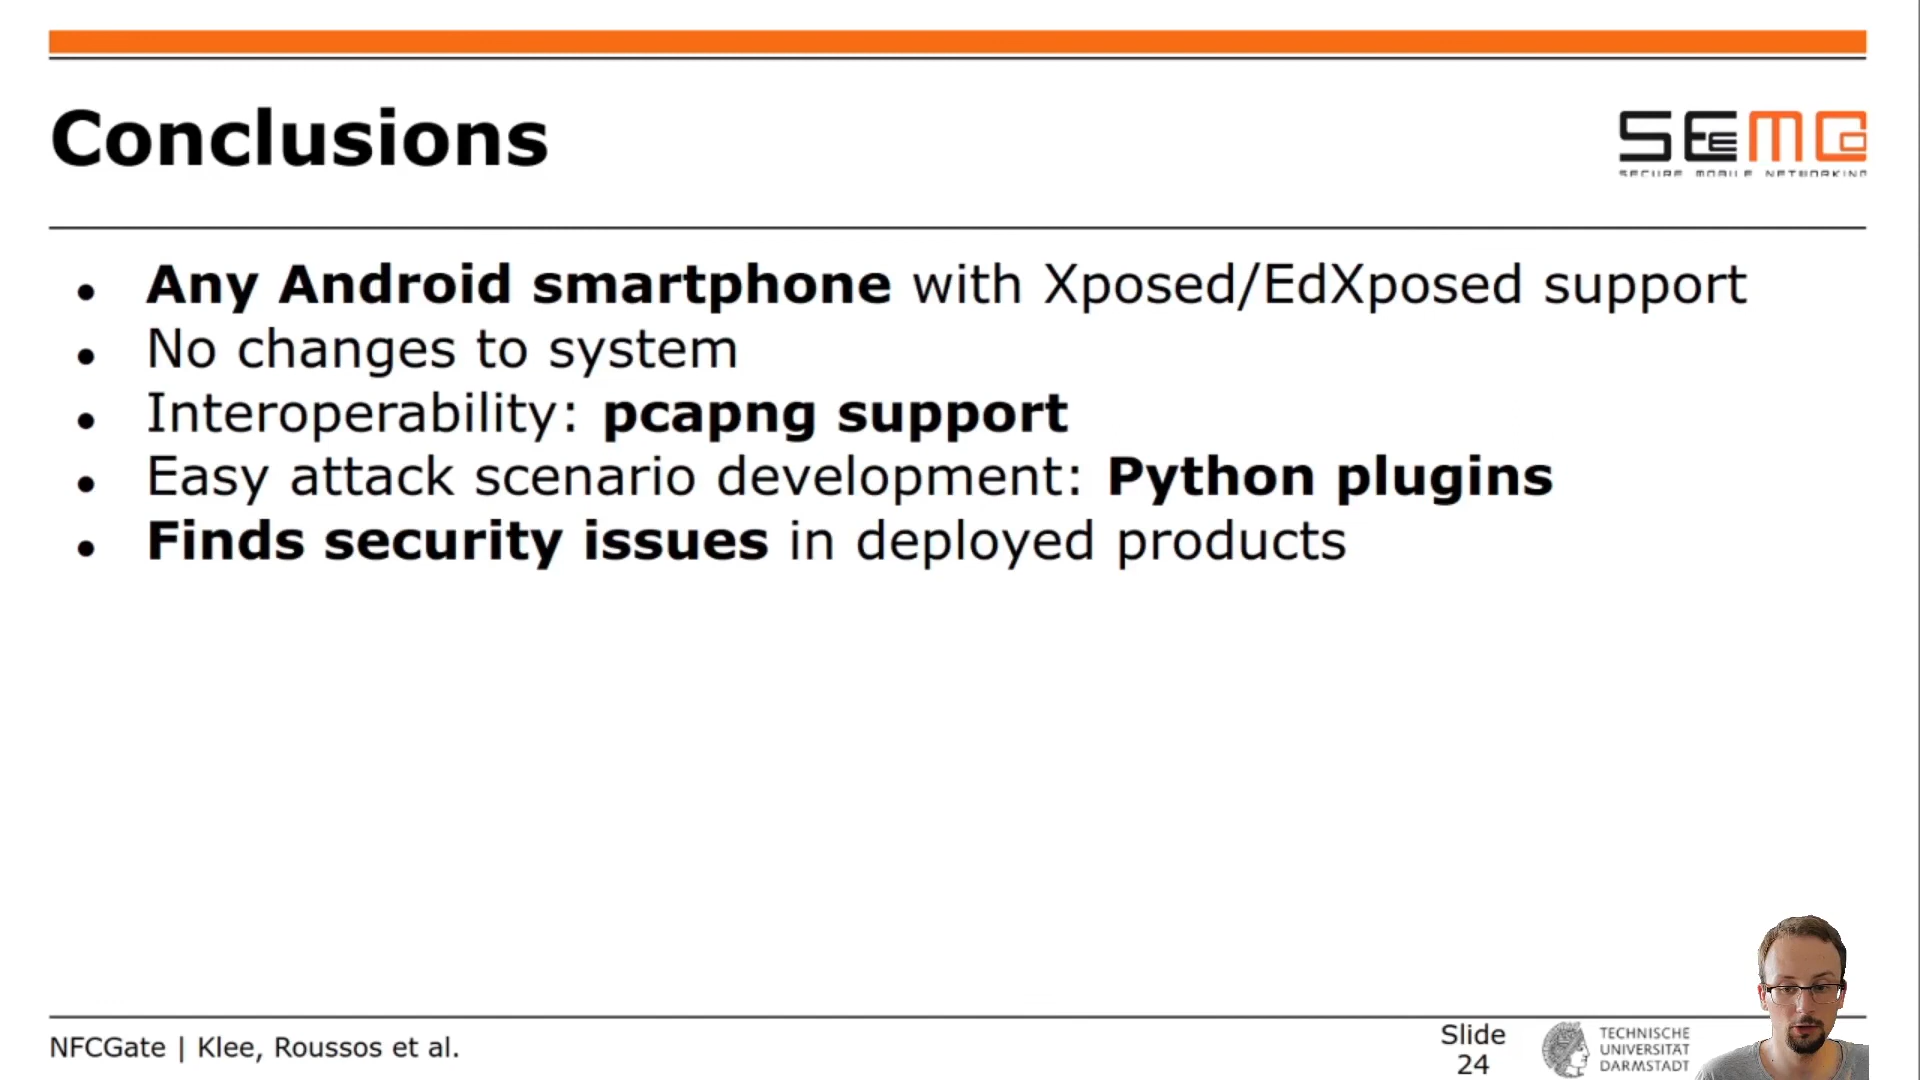 Conclusions
SEEMOO
SECURE MOBILE NETWORKING
• Any Android smartphone with Xposed/EdXposed support
• No changes to system
• Interoperability: pcapng support
• Easy attack scenario development: Python plugins
• Finds security issues in deployed products
NFCGate | Klee, Roussos et al.
Slide
24
TECHNISCHE
UNIVERSITÄT
DARMSTADT